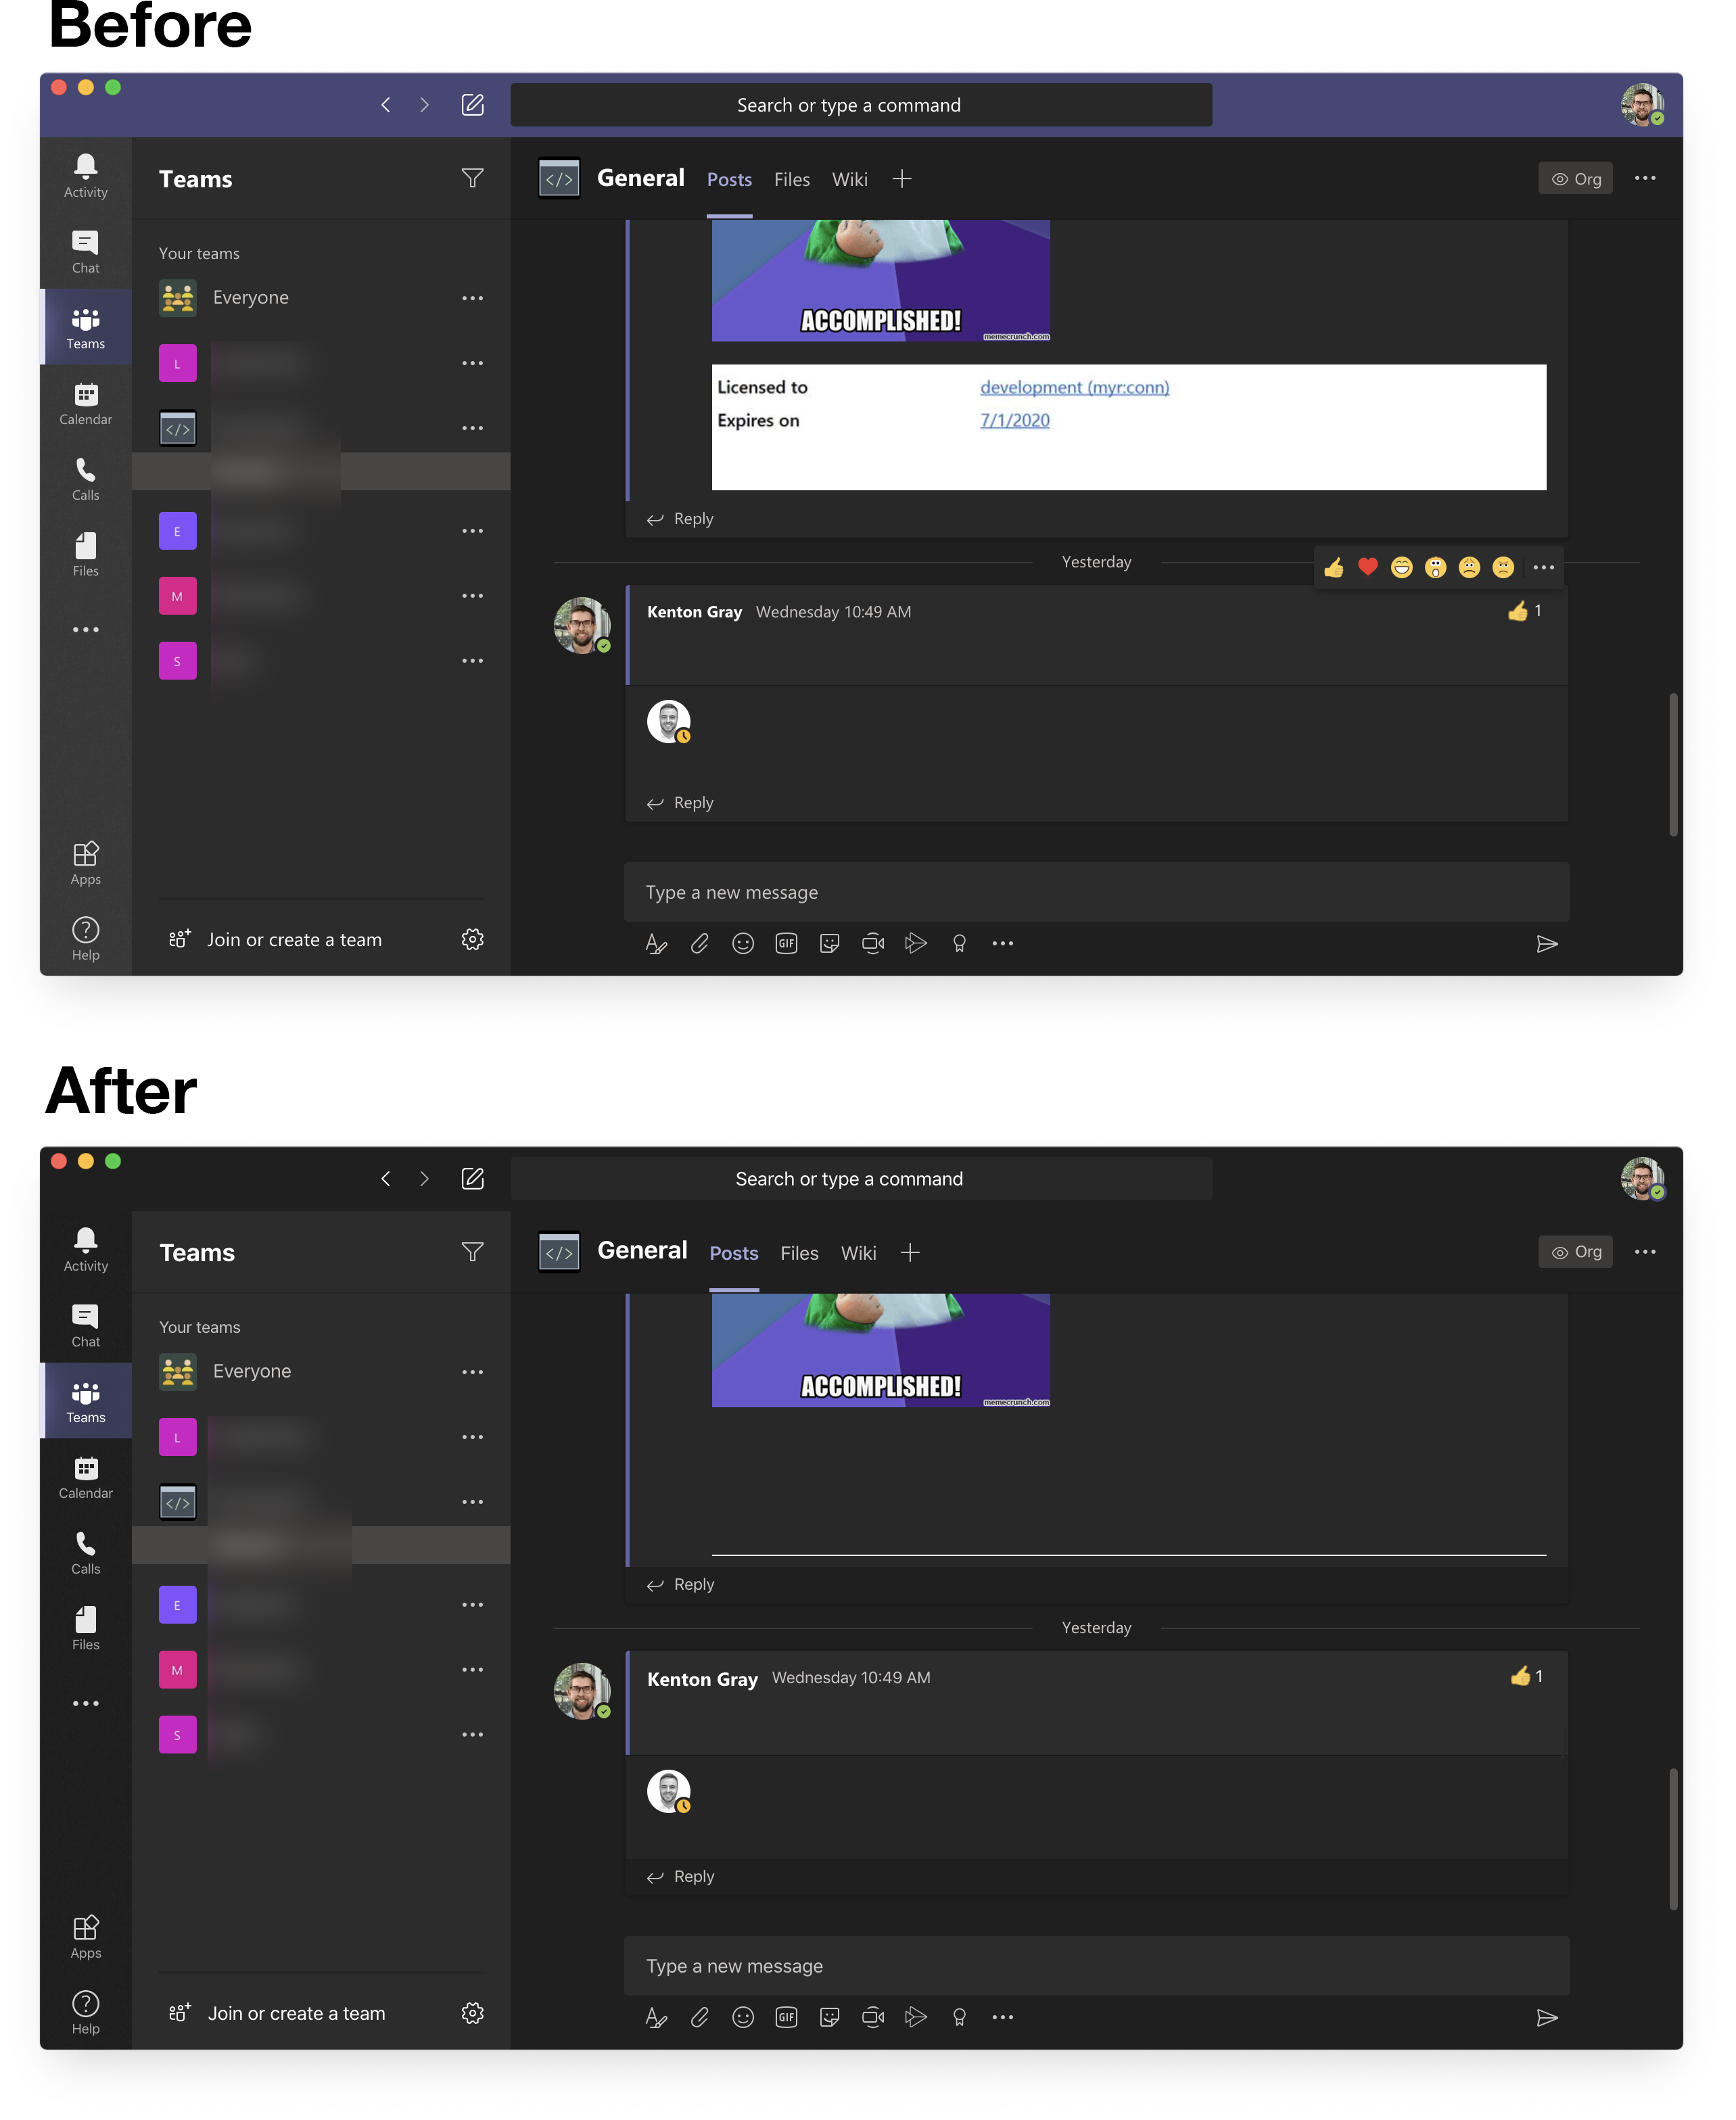 Before
Search or type a command
Activity
Teams
General
Posts
Files
Wiki
Org
Chat
Your teams
Everyone
ACCOMPLISHED!
memecrunch.com
Teams
L
Licensed to
development (myr:conn)
Calendar
Expires on
7/1/2020
</>
Calls
E
Reply
Files
Yesterday
M
Kenton Gray
Wednesday 10:49 AM
1
S
Reply
Apps
Type a new message
Help
Join or create a team
GIF
After
Search or type a command
Activity
Teams
</>
General
Posts
Files
Wiki
Org
Chat
Your teams
Everyone
ACCOMPLISHED!
memecrunch.com
Teams
L
Calendar
</>
Calls
E
Reply
Files
Yesterday
M
Kenton Gray
Wednesday 10:49 AM
1
S
Reply
Apps
Type a new message
Help
Join or create a team
GIF